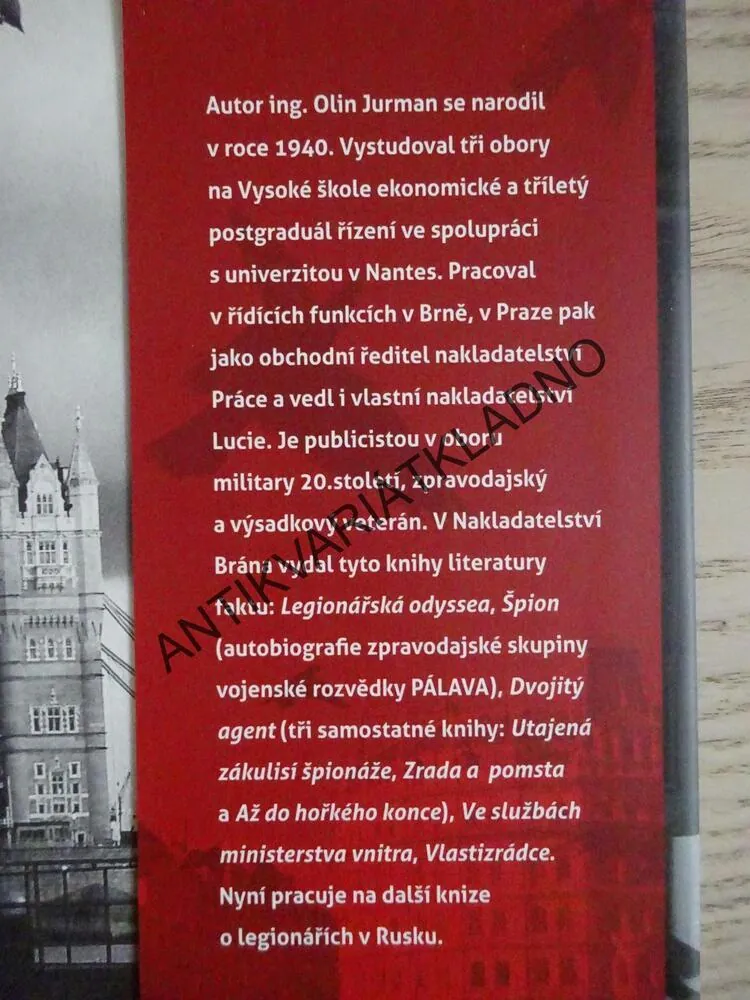 Autor ing. Olin Jurman se narodil
v roce 1940. Vystudoval tři obory
na Vysoké škole ekonomické a tříletý
postgraduál řízení ve spolupráci
s univerzitou v Nantes. Pracoval
v řídících funkcích v Brně, v Praze pak
jako obchodní ředitel nakladatelství
Práce a vedl i vlastní nakladatelství
Lucie. Je publicistou v oboru
military 20.století, zpravodajský
a výsadkový veterán. V Nakladatelství
Brána vydal tyto knihy literatury
faktu: Legionářská odyssea, Špion
(autobiografie zpravodajské skupiny
vojenské rozvědky PÁLAVA), Dvojitý
agent (tři samostatné knihy: Utajená
zákulisí špionáže, Zrada a pomsta
a Až do hořkého konce), Ve službách
ministerstva vnitra, Vlastizrádce.
Nyní pracuje na další knize
o legionářích v Rusku.
ANTIKVARIÁTKLADNO